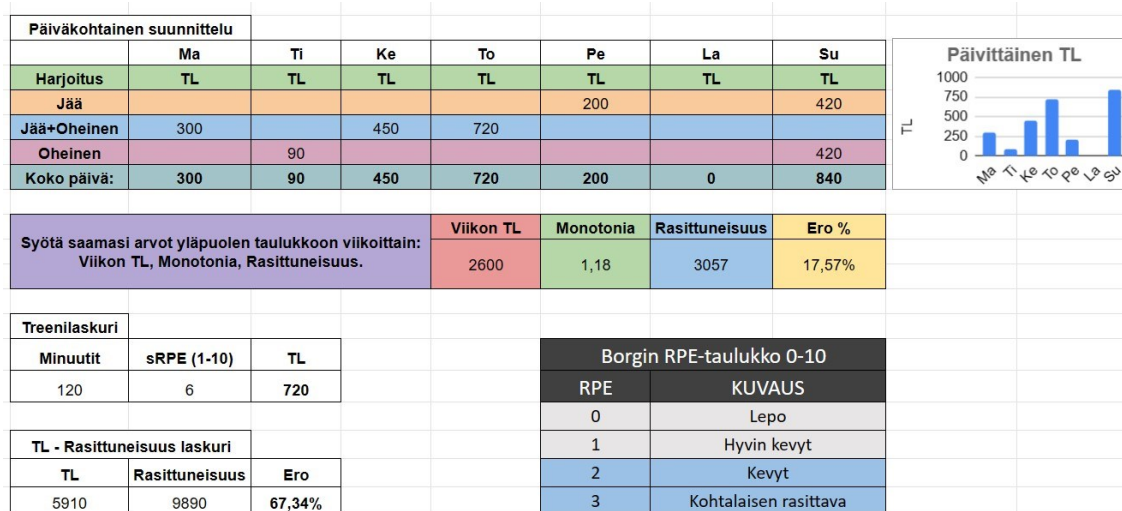 Päiväkohtainen suunnittelu
Ma Ti Ke To Pe La Su
Harjoitus TL TL TL TL TL TL TL
Jää 200 420
Jää+Oheinen 300 450 720
Oheinen 90 420
Koko päivä: 300 90 450 720 200 0 840
Päivittäinen TL
TL
1000
750
500
250
0
Ma Ti Ke To Pe La Su
Syötä saamasi arvot yläpuolen taulukkoon viikoittain:
Viikon TL, Monotonia, Rasittuneisuus.
Viikon TL Monotonia Rasittuneisuus Ero %
2600 1,18 3057 17,57%
Treenilaskuri
Minuutit sRPE (1-10) TL
120 6 720
TL - Rasittuneisuus laskuri
TL Rasittuneisuus Ero
5910 9890 67,34%
Borgin RPE-taulukko 0-10
RPE KUVAUS
0 Lepo
1 Hyvin kevyt
2 Kevyt
3 Kohtalaisen rasittava